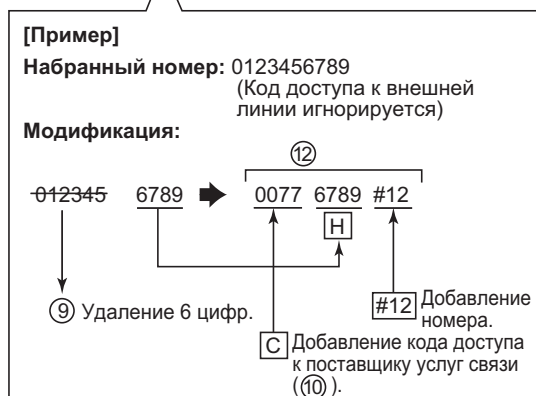 [Пример]
Набранный номер: 0123456789
(Код доступа к внешней
линии игнорируется)
Модификация:
⑫
012345 6789 0077 6789 #12
H
⑨ Удаление 6 цифр.
#12 Добавление
номера.
C Добавление кода доступа
к поставщику услуг связи
(⑩ ).